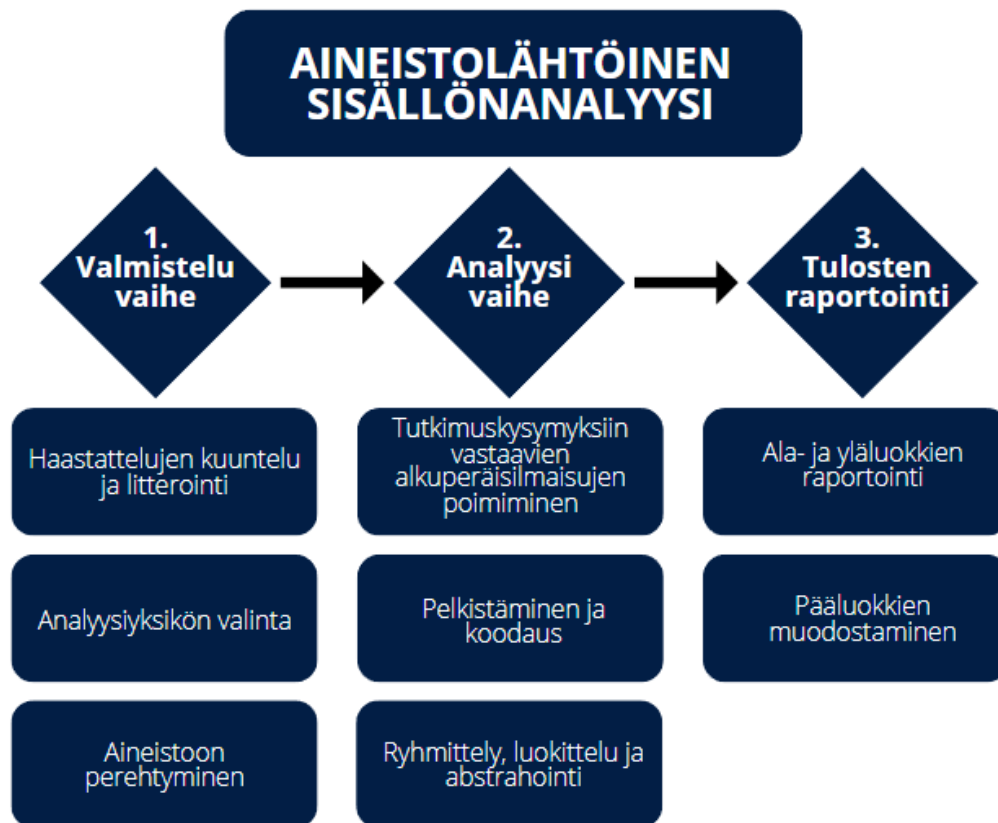 AINEISTOLÄHTÖINEN
SISÄLLÖNANALYYSI
1.
Valmistelu
vaihe
2.
Analyysi
vaihe
3.
Tulosten
raportointi
Haastattelujen kuuntelu
ja litterointi
Tutkimuskysymyksiin
vastaavien
alkuperäisilmaisujen
poimiminen
Ala- ja yläluokkien
raportointi
Analyysiyksikön valinta
Pelkistäminen ja
koodaus
Pääluokkien
muodostaminen
Aineistoon
perehtyminen
Ryhmittely, luokittelu ja
abstrahointi